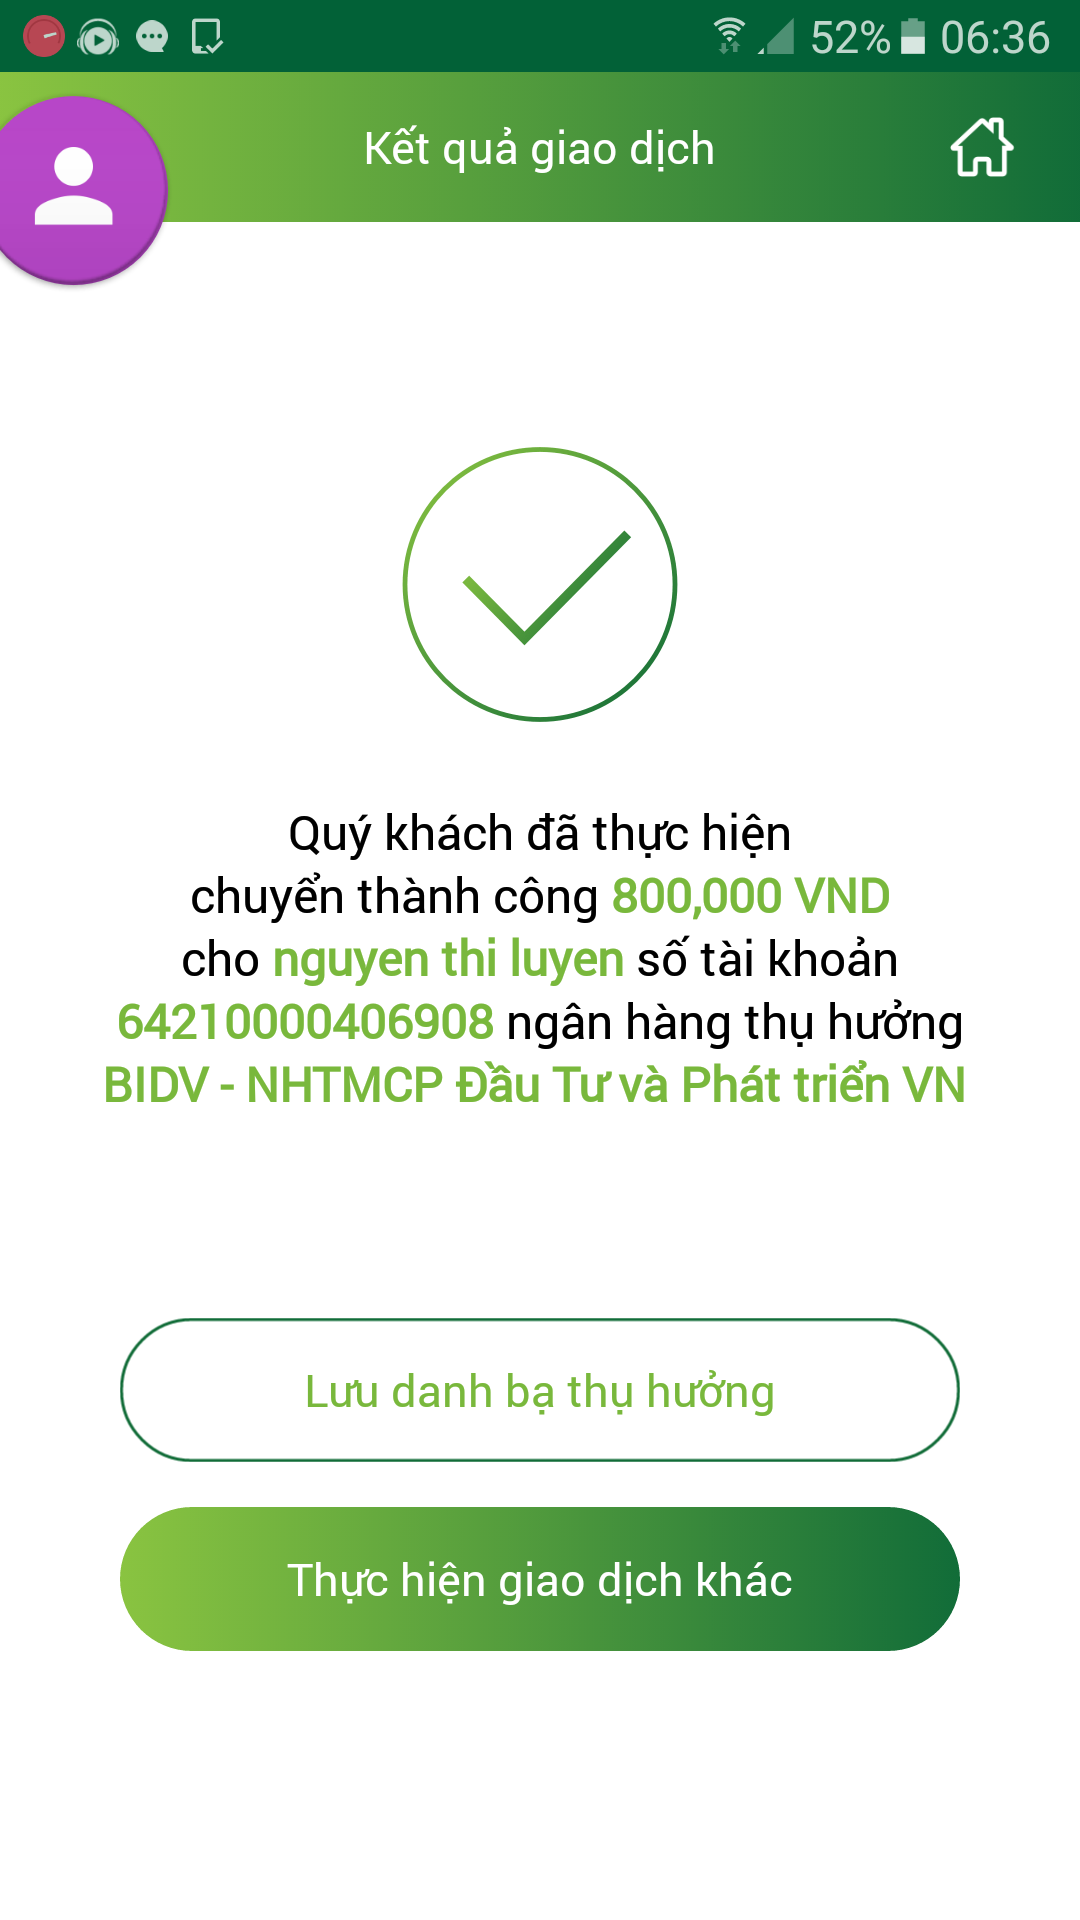 52% 06:36
Kết quả giao dịch
Quý khách đã thực hiện
chuyển thành công 800,000 VND
cho nguyen thi luyen số tài khoản
64210000406908 ngân hàng thụ hưởng
BIDV - NHTMCP Đầu Tư và Phát triển VN
Lưu danh bạ thụ hưởng
Thực hiện giao dịch khác